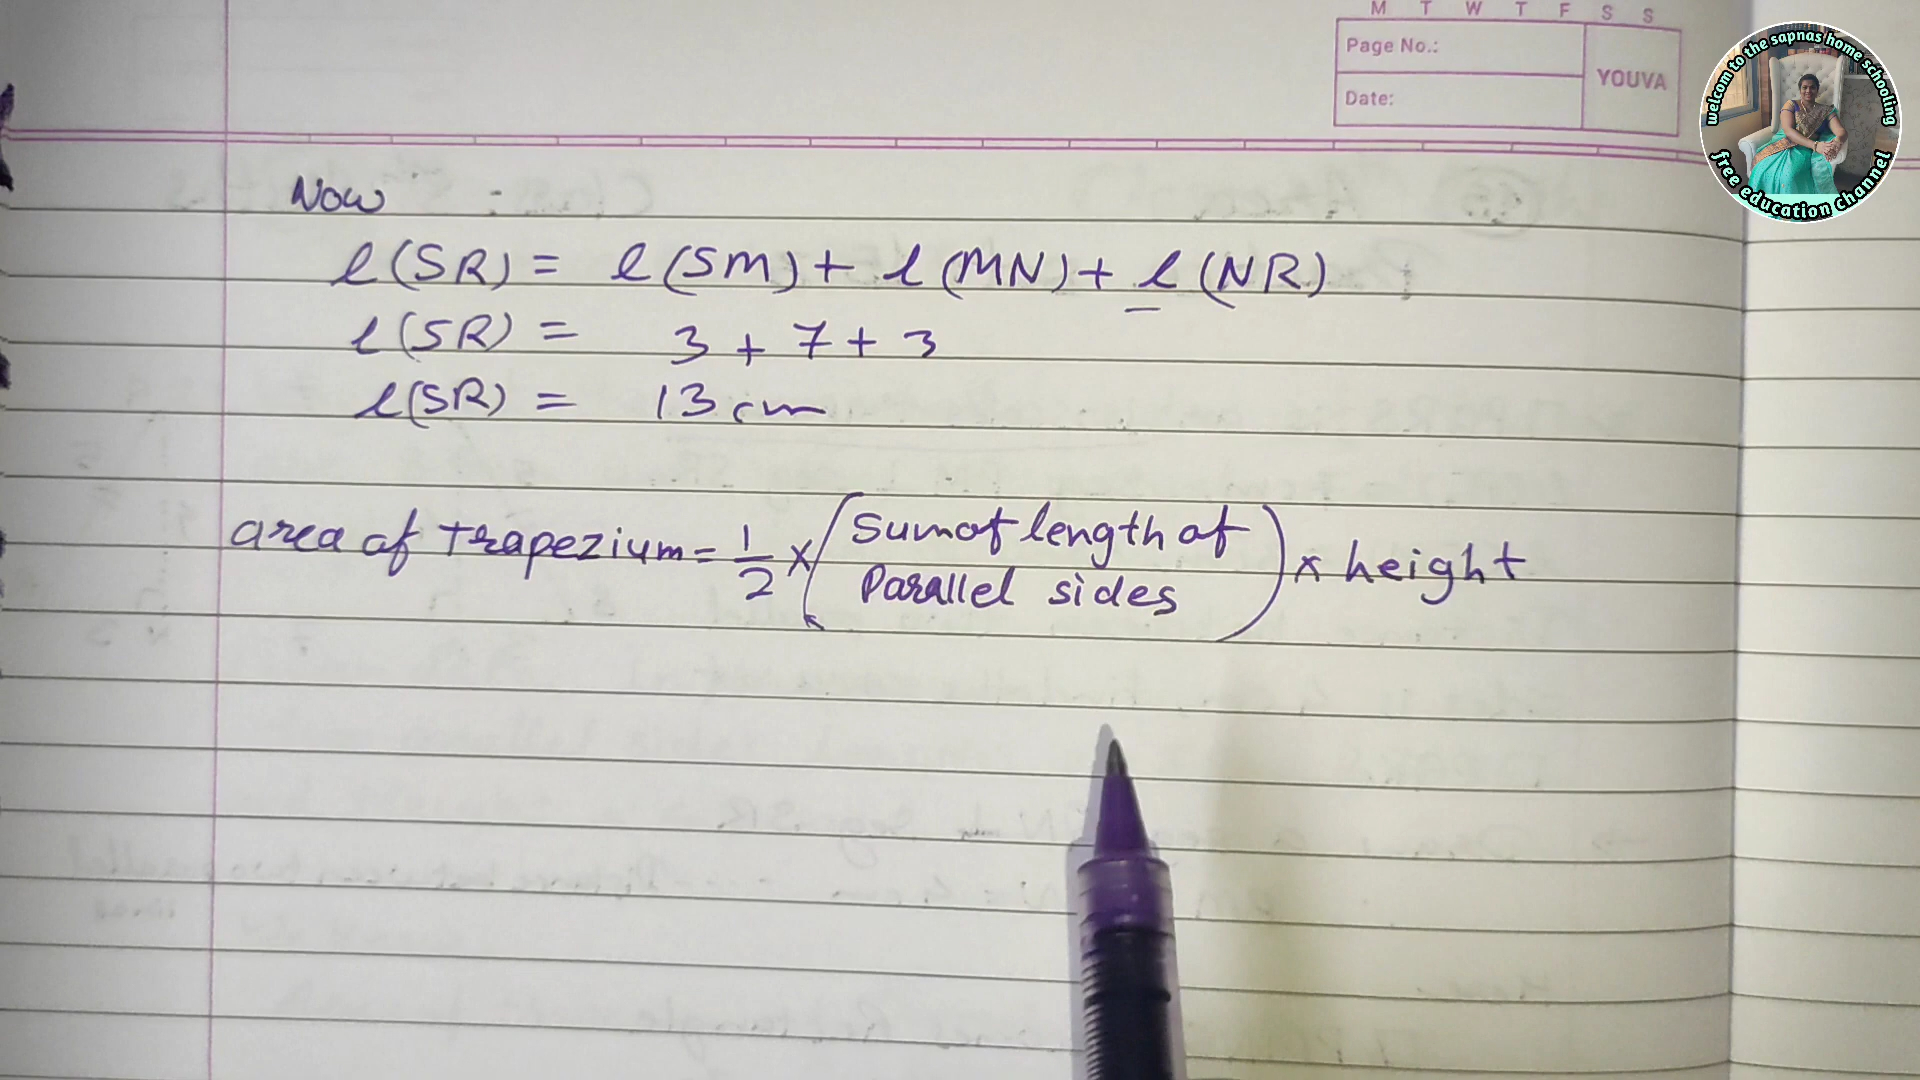 M T W T F S S
Page No.:
YOUVA
Date:
welcom to the sapnas home schooling
free education channel
Now
l(SR) = l(SM) + l(MN) + l(NR)
l(SR) = 3 + 7 + 3
l(SR) = 13 cm
area of trapezium = 1/2 × (Sum of length of
Parallel sides) × height